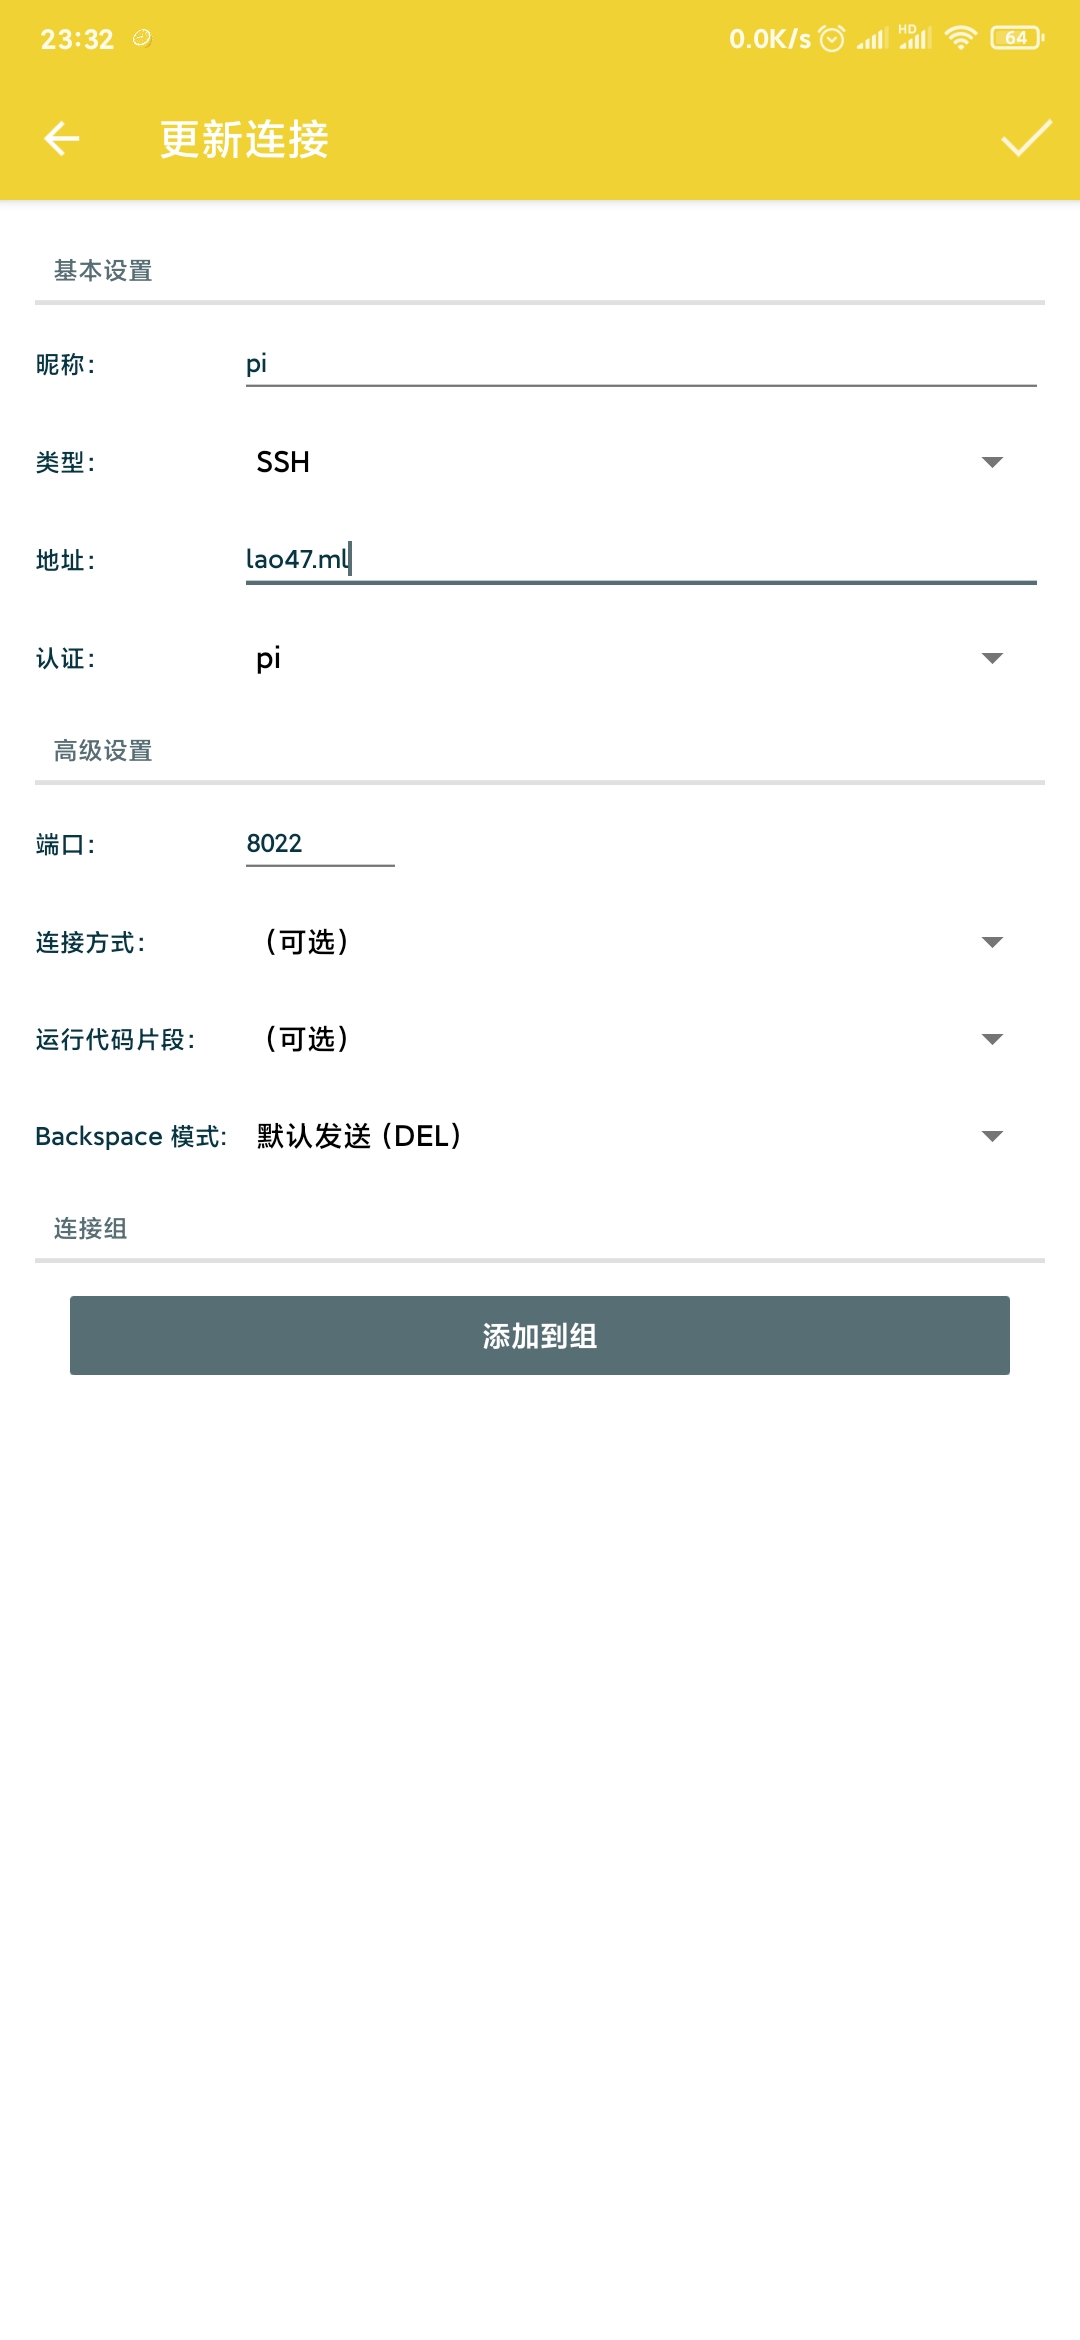 23:32 0.0K/s HD 64
更新连接
基本设置
昵称： pi
类型： SSH
地址： lao47.ml
认证： pi
高级设置
端口： 8022
连接方式： （可选）
运行代码片段： （可选）
Backspace 模式: 默认发送 (DEL)
连接组
添加到组